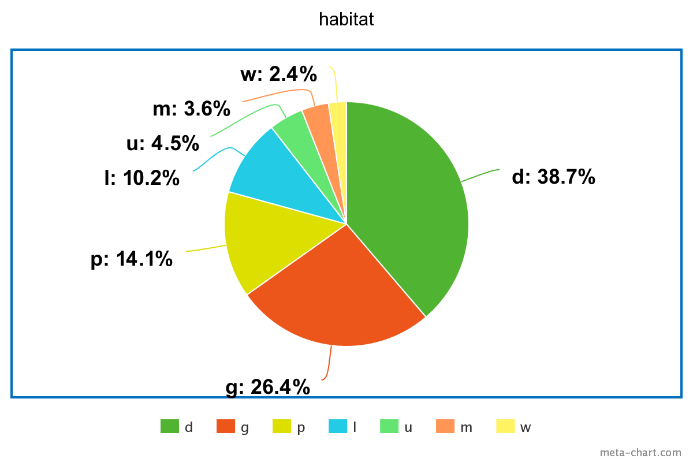 habitat
w: 2.4%
m: 3.6%
u: 4.5%
l: 10.2%
d: 38.7%
p: 14.1%
g: 26.4%
d g p l u m w
meta-chart.com